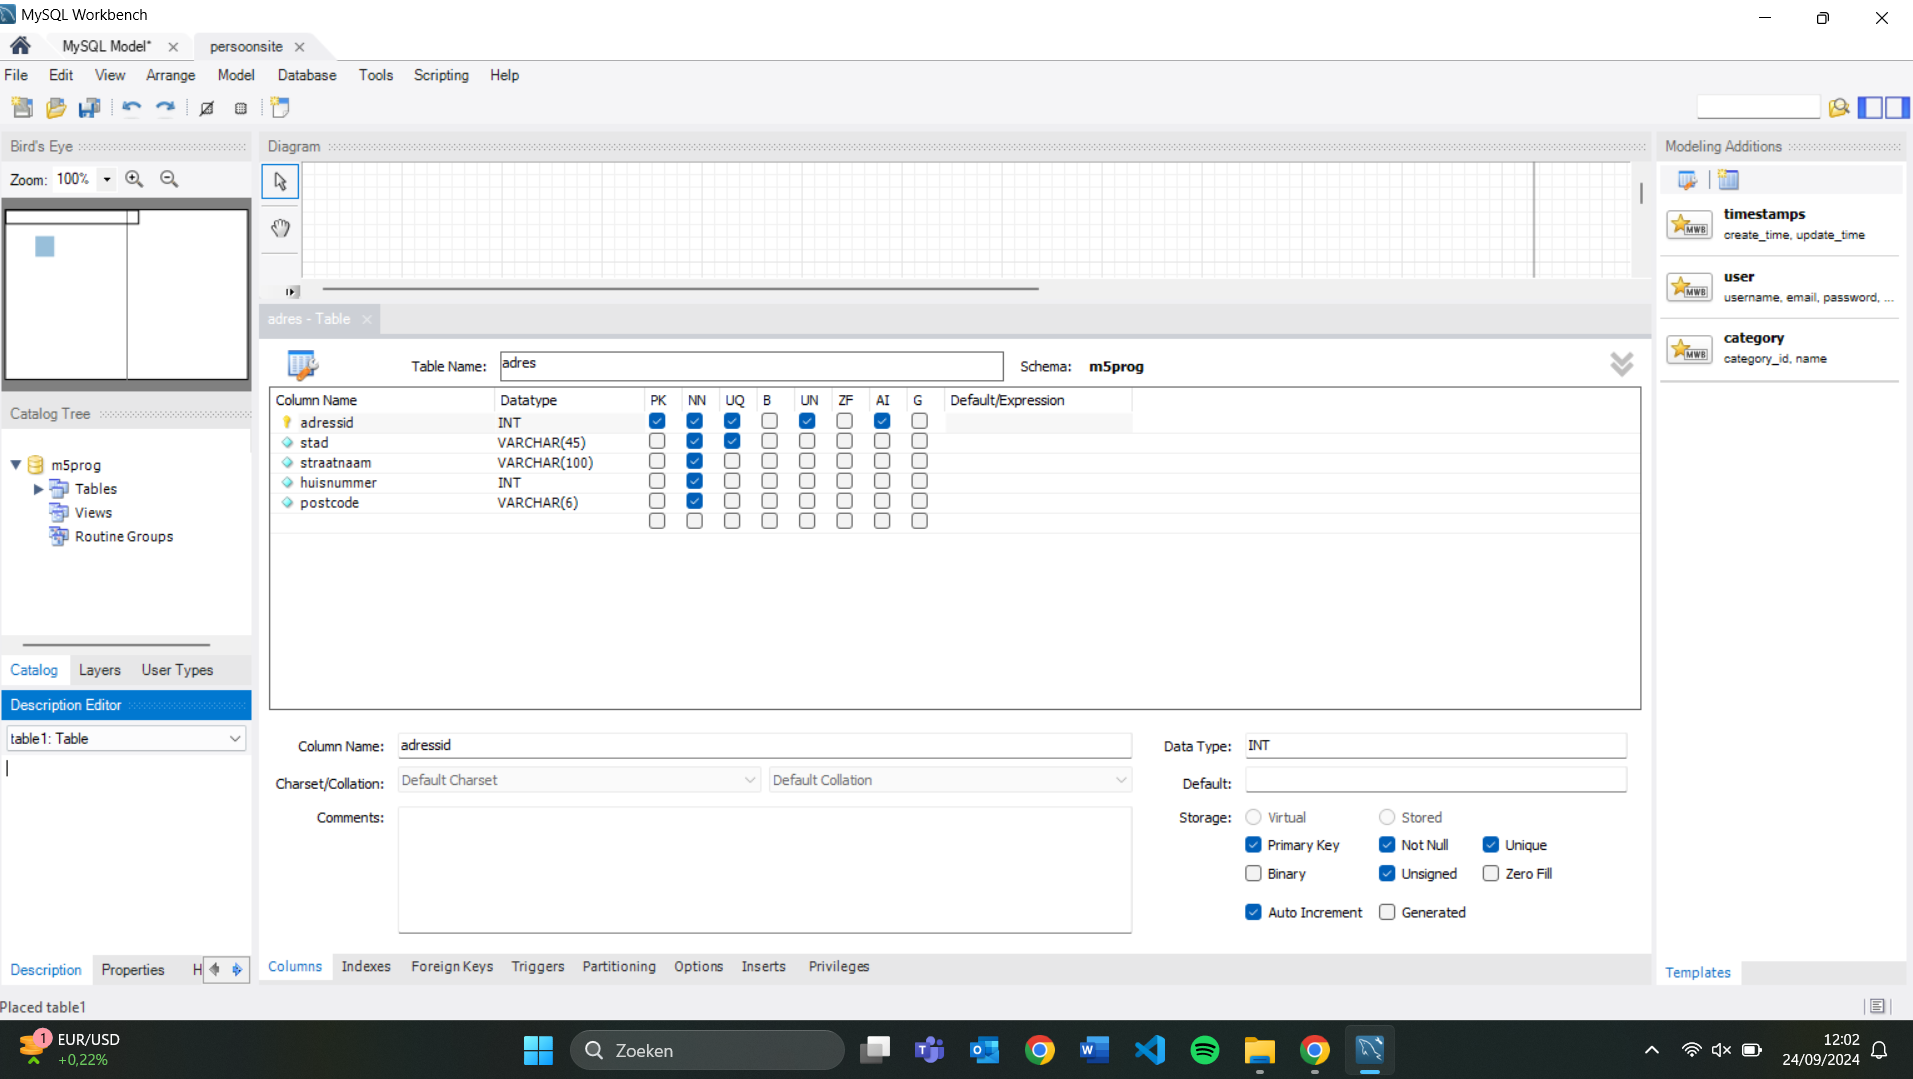 MySQL Workbench
MySQL Model*
persoonsite
File Edit View Arrange Model Database Tools Scripting Help
Bird's Eye
Zoom: 100%
Diagram
Modeling Additions
timestamps
create_time, update_time
user
username, email, password, ...
category
category_id, name
MWB
MWB
MWB
adres - Table
Table Name: adres Schema: m5prog
Column Name Datatype PK NN UQ B UN ZF AI G Default/Expression
adressid INT
stad VARCHAR(45)
straatnaam VARCHAR(100)
huisnummer INT
postcode VARCHAR(6)
Catalog Tree
m5prog
Tables
Views
Routine Groups
Catalog Layers User Types
Description Editor
table1: Table
Column Name: adressid Data Type: INT
Charset/Collation: Default Charset Default Collation Default:
Comments: Storage: Virtual Stored
Primary Key Not Null Unique
Binary Unsigned Zero Fill
Auto Increment Generated
Description Properties H
Columns Indexes Foreign Keys Triggers Partitioning Options Inserts Privileges
Templates
Placed table1
1
EUR/USD
+0,22%
Zoeken
12:02
24/09/2024